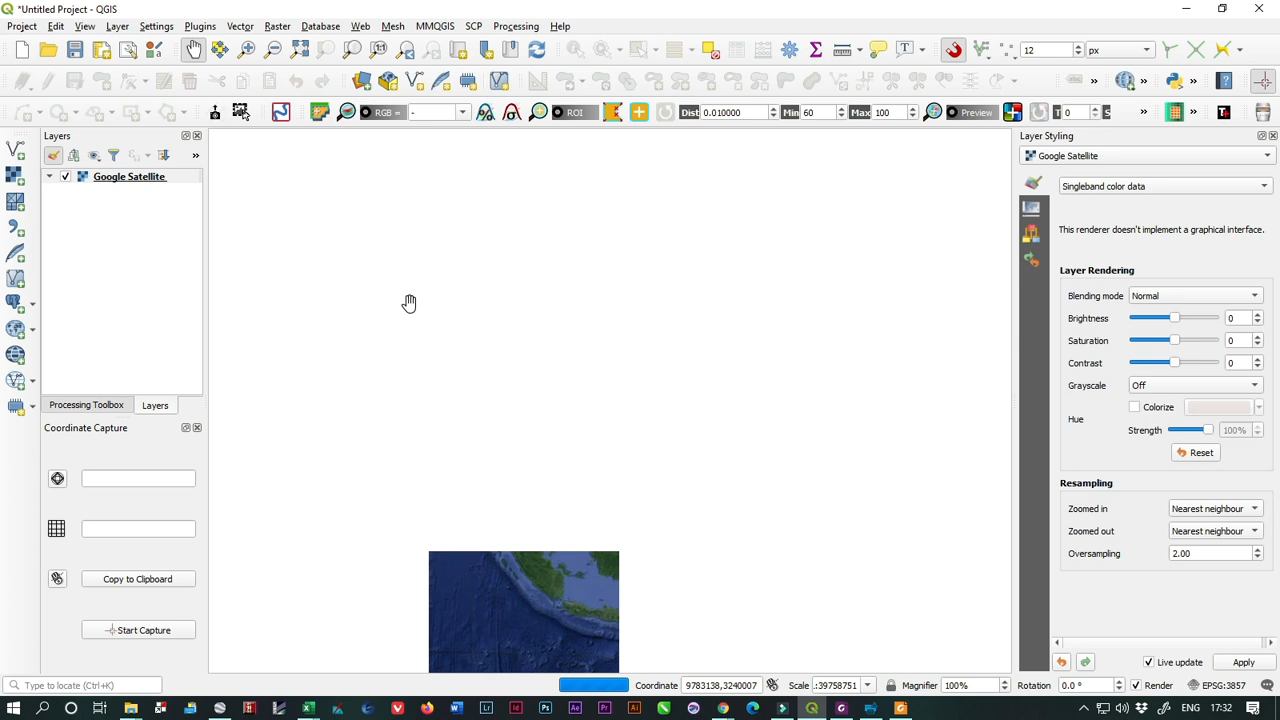 *Untitled Project - QGIS
Project Edit View Layer Settings Plugins Vector Raster Database Web Mesh MMQGIS SCP Processing Help
12 px
RGB = - ROI Dist 0.010000 Min 60 Max 100 Preview T 0 S
Layers
Google Satellite
Processing Toolbox Layers
Coordinate Capture
Copy to Clipboard
Start Capture
Layer Styling
Google Satellite
Singleband color data
This renderer doesn't implement a graphical interface.
Layer Rendering
Blending mode Normal
Brightness 0
Saturation 0
Contrast 0
Grayscale Off
Hue Colorize
Strength 100%
Reset
Resampling
Zoomed in Nearest neighbour
Zoomed out Nearest neighbour
Oversampling 2.00
Live update Apply
Type to locate (Ctrl+K) Coordinate 9783138,3240007 Scale :39758751 Magnifier 100% Rotation 0.0 ° Render EPSG:3857
ENG 17:32